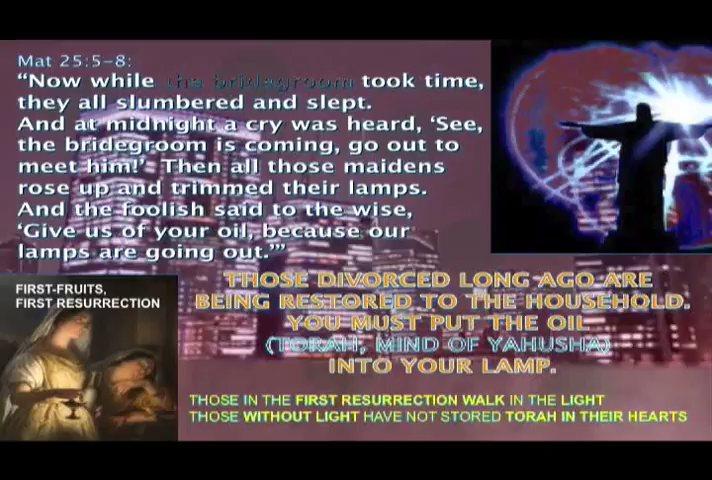 Mat 25:5-8:
“Now while the bridegroom took time,
they all slumbered and slept.
And at midnight a cry was heard, ‘See,
the bridegroom is coming, go out to
meet him!’  Then all those maidens
rose up and trimmed their lamps.
And the foolish said to the wise,
‘Give us of your oil, because our
lamps are going out.’”
FIRST-FRUITS,
FIRST RESURRECTION
THOSE DIVORCED LONG AGO ARE
BEING RESTORED TO THE HOUSEHOLD.
YOU MUST PUT THE OIL
(TORAH, MIND OF YAHUSHA)
INTO YOUR LAMP.
THOSE IN THE FIRST RESURRECTION WALK IN THE LIGHT
THOSE WITHOUT LIGHT HAVE NOT STORED TORAH IN THEIR HEARTS